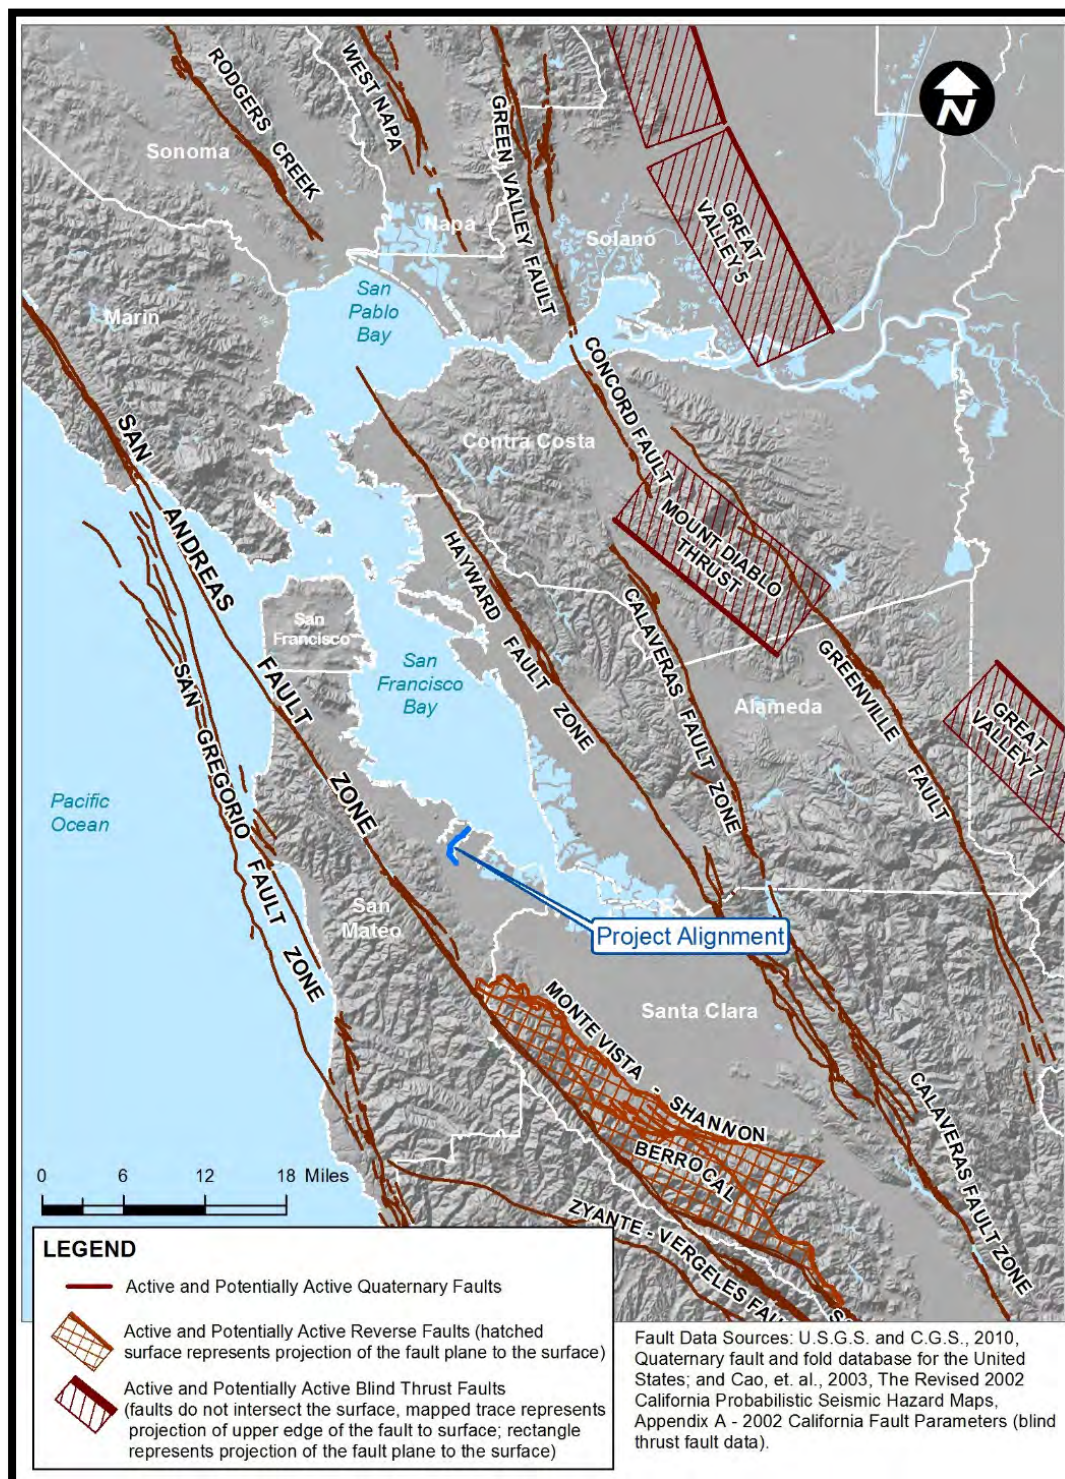 N
RODGERS CREEK
WEST NAPA
GREEN VALLEY FAULT
Sonoma
Napa
Solano
GREAT
VALLEY 5
San
Pablo
Bay
Marin
CONCORD FAULT
Contra Costa
SAN ANDREAS FAULT ZONE
HAYWARD FAULT ZONE
MOUNT DIABLO
THRUST
CALAVERAS FAULT ZONE
San
Francisco
San
Francisco
Bay
SAN GREGORIO FAULT ZONE
GREENVILLE FAULT
Alameda
GREAT
VALLEY 7
Pacific
Ocean
San
Mateo
Project Alignment
Santa Clara
MONTE VISTA - SHANNON
BERROCAL
CALAVERAS FAULT ZONE
ZYANTE - VERGELES FAU
0 6 12 18 Miles
LEGEND
Active and Potentially Active Quaternary Faults
Active and Potentially Active Reverse Faults (hatched
surface represents projection of the fault plane to the surface)
Active and Potentially Active Blind Thrust Faults
(faults do not intersect the surface, mapped trace represents
projection of upper edge of the fault to surface; rectangle
represents projection of the fault plane to the surface)
Fault Data Sources: U.S.G.S. and C.G.S., 2010,
Quaternary fault and fold database for the United
States; and Cao, et. al., 2003, The Revised 2002
California Probabilistic Seismic Hazard Maps,
Appendix A - 2002 California Fault Parameters (blind
thrust fault data).